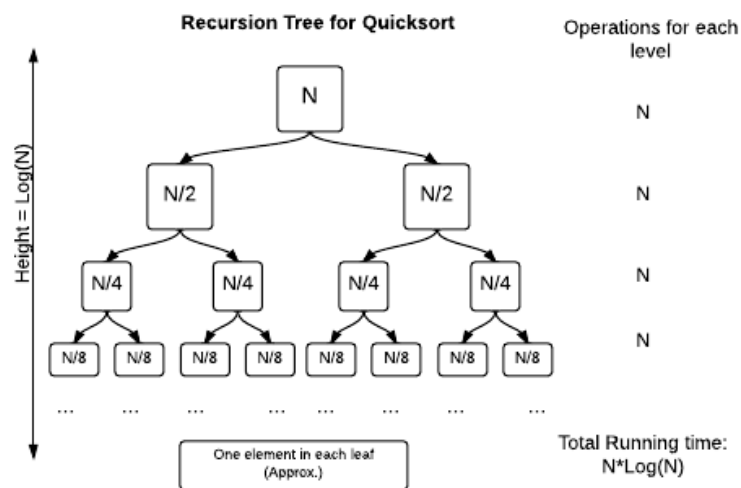 Recursion Tree for Quicksort
Operations for each
level
Height = Log(N)
N
N
N/2
N/2
N
N/4
N/4
N/4
N/4
N
N/8
N/8
N/8
N/8
N/8
N/8
N/8
N/8
N
... ... ... ... ... ... ... ...
One element in each leaf
(Approx.)
Total Running time:
N*Log(N)